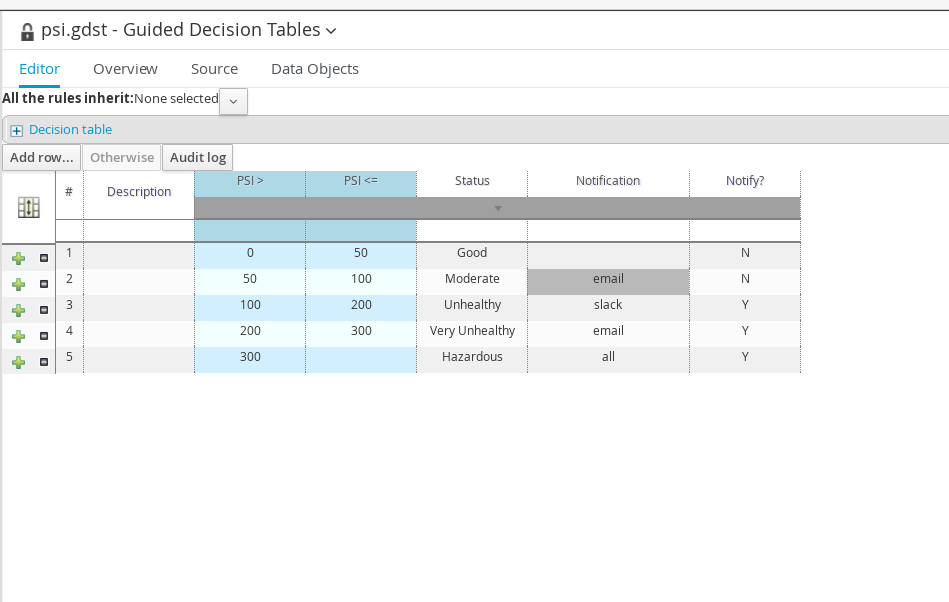 psi.gdst - Guided Decision Tables
Editor Overview Source Data Objects
All the rules inherit:None selected
Decision table
Add row... Otherwise Audit log
# Description PSI > PSI <= Status Notification Notify?
1 0 50 Good N
2 50 100 Moderate email N
3 100 200 Unhealthy slack Y
4 200 300 Very Unhealthy email Y
5 300 Hazardous all Y